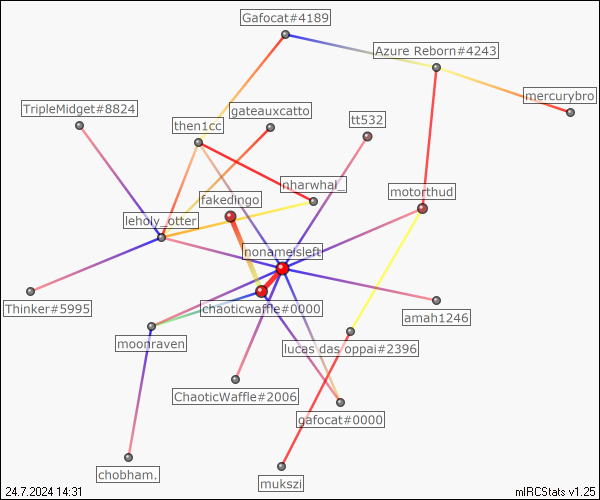 Gafocat#4189
Azure Reborn#4243
mercurybro
TripleMidget#8824
gateauxcatto
tt532
then1cc
nharwhal_
motorthud
fakedingo
leholy_otter
nonameisleft
Thinker#5995
chaoticwaffle#0000
amah1246
moonraven
lucas das oppai#2396
ChaoticWaffle#2006
gafocat#0000
chobham.
mukszi
24.7.2024 14:31
mIRCStats v1.25